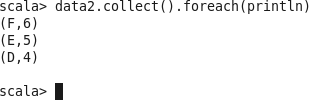 scala> data2.collect().foreach(println)
(F,6)
(E,5)
(D,4)
scala>